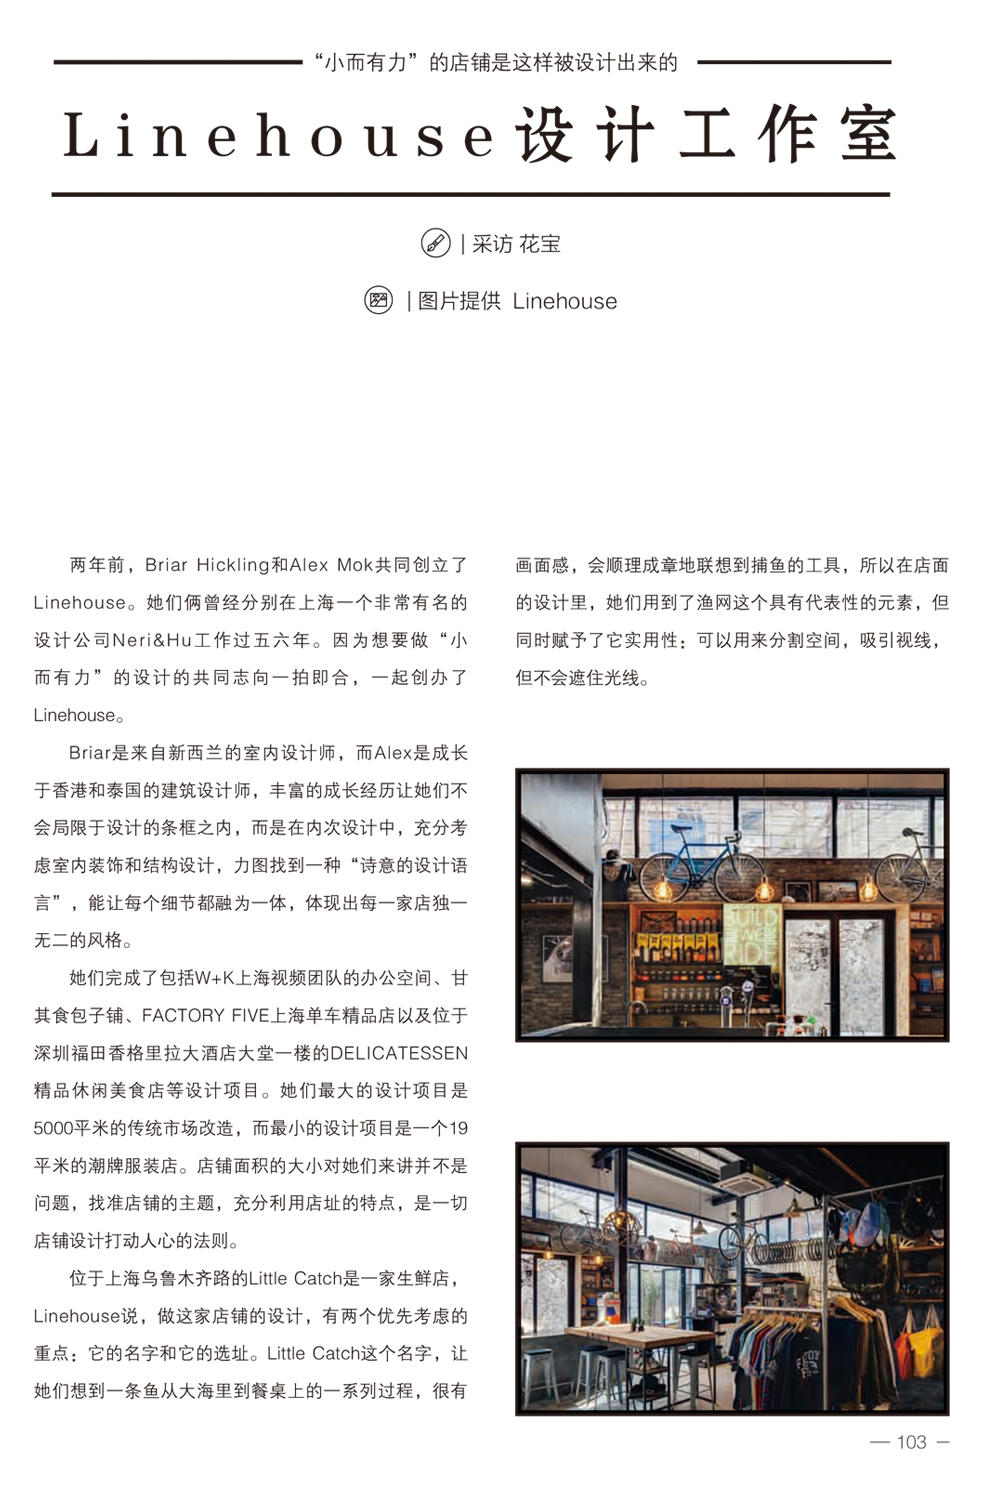 “小而有力”的店铺是这样被设计出来的
Linehouse设计工作室
|采访 花宝
|图片提供 Linehouse
两年前，Briar Hickling和Alex Mok共同创立了
Linehouse。她们俩曾经分别在上海一个非常有名的
设计公司Neri&Hu工作过五六年。因为想要做“小
而有力”的设计的共同志向一拍即合，一起创办了
Linehouse。
Briar是来自新西兰的室内设计师，而Alex是成长
于香港和泰国的建筑设计师，丰富的成长经历让她们不
会局限于设计的条框之内，而是在内次设计中，充分考
虑室内装饰和结构设计，力图找到一种“诗意的设计语
言”，能让每个细节都融为一体，体现出每一家店独一
无二的风格。
她们完成了包括W+K上海视频团队的办公空间、甘
其食包子铺、FACTORY FIVE上海单车精品店以及位于
深圳福田香格里拉大酒店大堂一楼的DELICATESSEN
精品休闲美食店等设计项目。她们最大的设计项目是
5000平米的传统市场改造，而最小的设计项目是一个19
平米的潮牌服装店。店铺面积的大小对她们来讲并不是
问题，找准店铺的主题，充分利用店址的特点，是一切
店铺设计打动人心的法则。
位于上海乌鲁木齐路的Little Catch是一家生鲜店，
Linehouse说，做这家店铺的设计，有两个优先考虑的
重点：它的名字和它的选址。Little Catch这个名字，让
她们想到一条鱼从大海里到餐桌上的一系列过程，很有
画面感，会顺理成章地联想到捕鱼的工具，所以在店面
的设计里，她们用到了渔网这个具有代表性的元素，但
同时赋予了它实用性：可以用来分割空间，吸引视线，
但不会遮住光线。
BUILD
RIDE
— 103 —